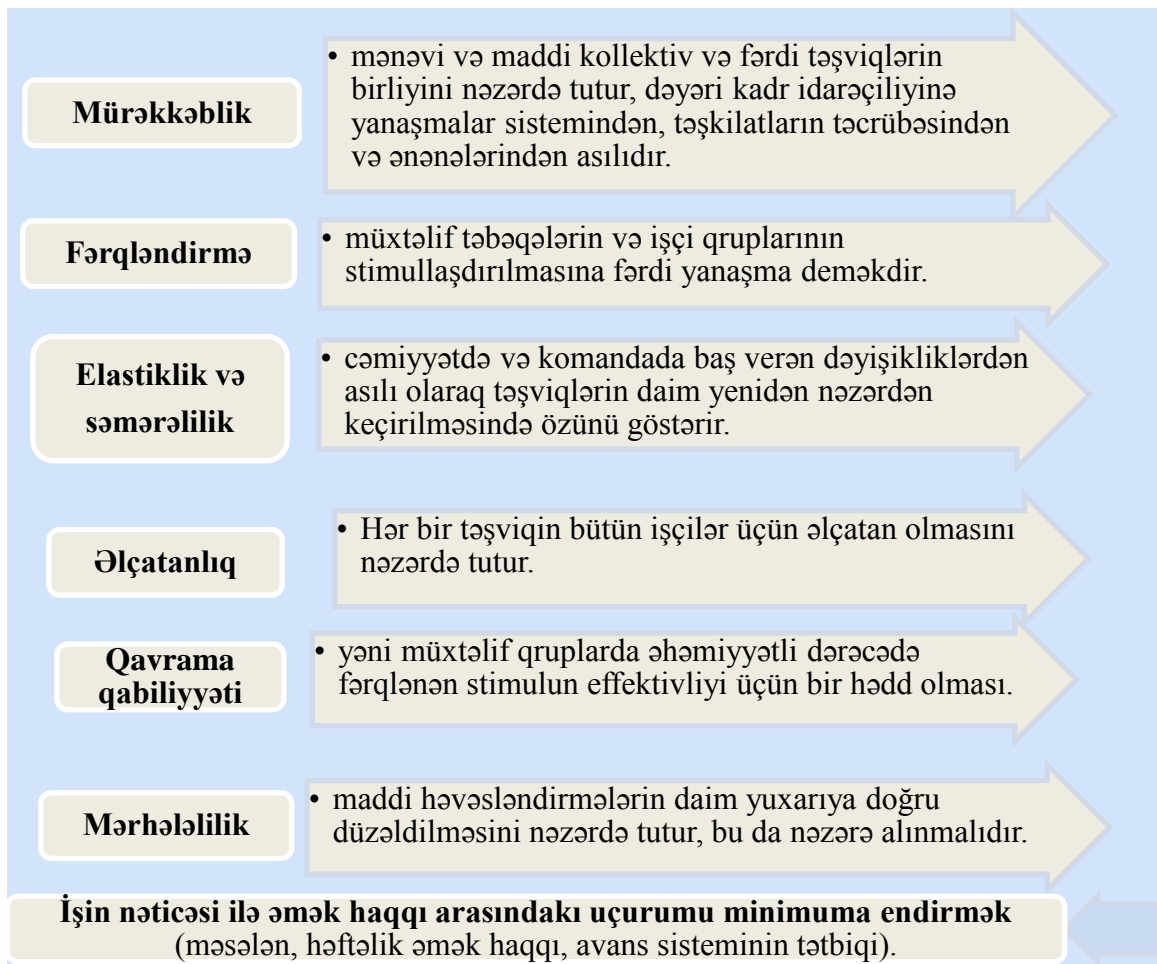 Mürəkkəblik
• mənəvi və maddi kollektiv və fərdi təşviqlərin
birliyini nəzərdə tutur, dəyəri kadr idarəçiliyinə
yanaşmalar sistemindən, təşkilatların təcrübəsindən
və ənənələrindən asılıdır.
Fərqləndirmə
• müxtəlif təbəqələrin və işçi qruplarının
stimullaşdırılmasına fərdi yanaşma deməkdir.
Elastiklik və
səmərəlilik
• cəmiyyətdə və komandada baş verən dəyişikliklərdən
asılı olaraq təşviqlərin daim yenidən nəzərdən
keçirilməsində özünü göstərir.
Əlçatanlıq
• Hər bir təşviqin bütün işçilər üçün əlçatan olmasını
nəzərdə tutur.
Qavrama
qabiliyyəti
• yəni müxtəlif qruplarda əhəmiyyətli dərəcədə
fərqlənən stimulun effektivliyi üçün bir hədd olması.
Mərhələlilik
• maddi həvəsləndirmələrin daim yuxarıya doğru
düzəldilməsini nəzərdə tutur, bu da nəzərə alınmalıdır.
İşin nəticəsi ilə əmək haqqı arasındakı uçurumu minimuma endirmək
(məsələn, həftəlik əmək haqqı, avans sisteminin tətbiqi).